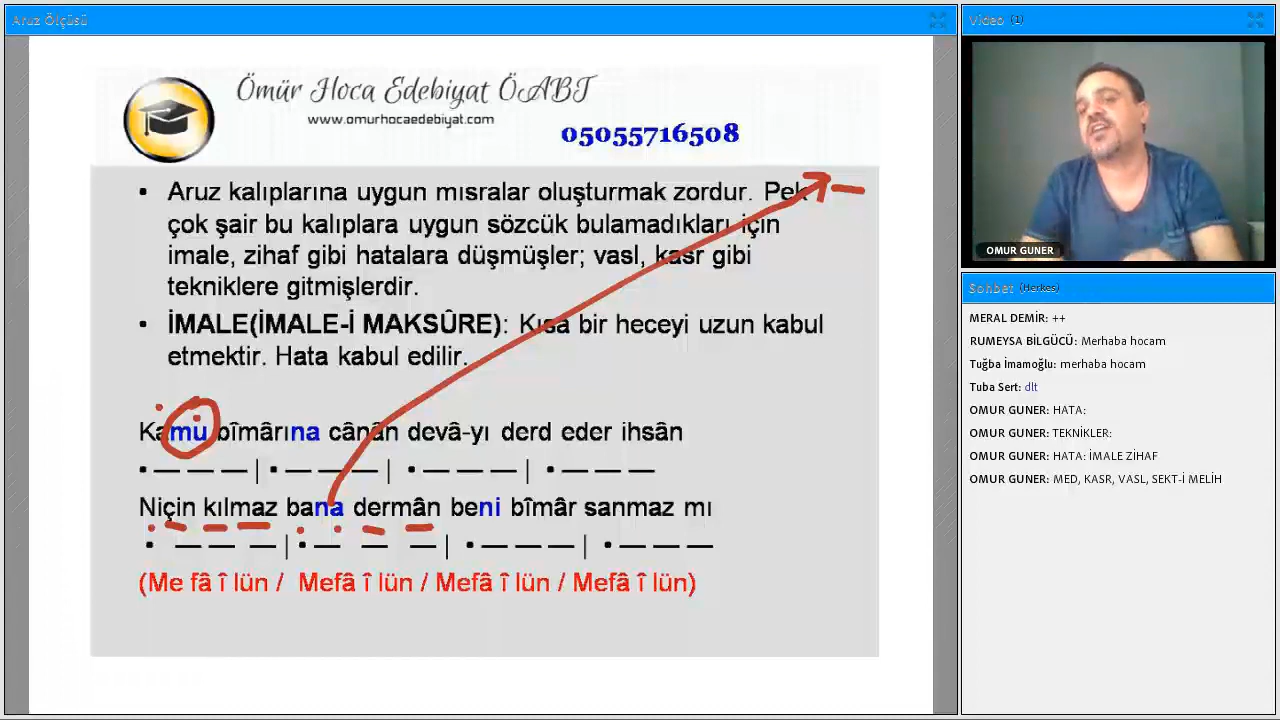 Aruz Ölçüsü
Ömür Hoca Edebiyat ÖABT
www.omurhocaedebiyat.com
05055716508
• Aruz kalıplarına uygun mısralar oluşturmak zordur. Pek
çok şair bu kalıplara uygun sözcük bulamadıkları için
imale, zihaf gibi hatalara düşmüşler; vasl, kasr gibi
tekniklere gitmişlerdir.
• İMALE(İMALE-İ MAKSÛRE): Kısa bir heceyi uzun kabul
etmektir. Hata kabul edilir.
Kamu bîmârına cânân devâ-yı derd eder ihsân
• — — — | • — — — | • — — — | • — — —
Niçin kılmaz bana dermân beni bîmâr sanmaz mı
• — — — | • — — — | • — — — | • — — —
(Me fâ î lün / Mefâ î lün / Mefâ î lün / Mefâ î lün)
Video (1)
OMUR GUNER
Sohbet (Herkes)
MERAL DEMİR: ++
RUMEYSA BİLGÜCÜ: Merhaba hocam
Tuğba İmamoğlu: merhaba hocam
Tuba Sert: dlt
OMUR GUNER: HATA:
OMUR GUNER: TEKNİKLER:
OMUR GUNER: HATA: İMALE ZİHAF
OMUR GUNER: MED, KASR, VASL, SEKT-İ MELİH